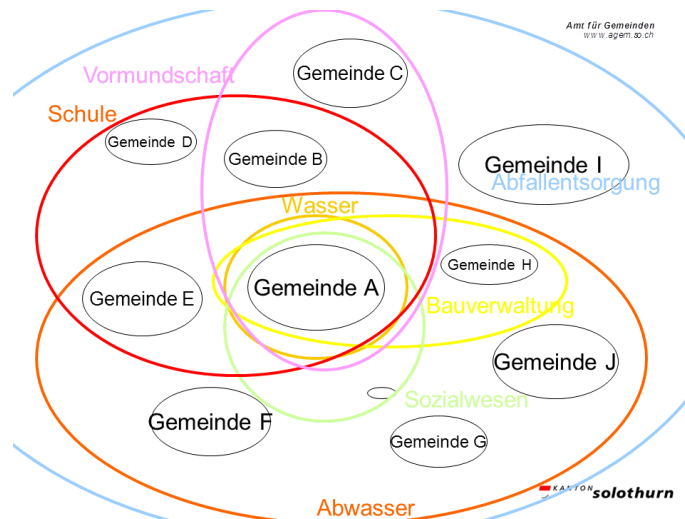 Amt für Gemeinden
www.agem.so.ch
Vormundschaft
Gemeinde C
Schule
Gemeinde D
Gemeinde B
Gemeinde I
Abfallentsorgung
Wasser
Gemeinde H
Gemeinde A
Gemeinde E
Bauverwaltung
Gemeinde J
Sozialwesen
Gemeinde F
Gemeinde G
KANTON solothurn
Abwasser